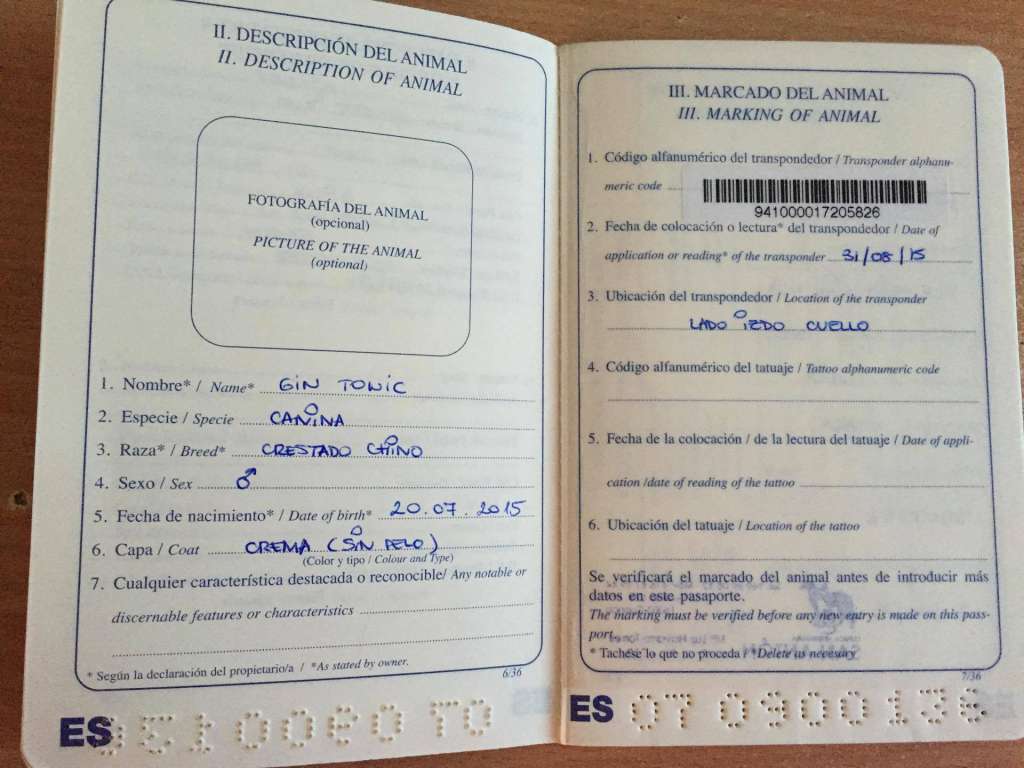 II. DESCRIPCIÓN DEL ANIMAL
II. DESCRIPTION OF ANIMAL
FOTOGRAFÍA DEL ANIMAL
(opcional)
PICTURE OF THE ANIMAL
(optional)
1. Nombre* / Name* GIN TONIC
2. Especie / Specie CANINA
3. Raza* / Breed* CRESTADO CHINO
4. Sexo / Sex ♂
5. Fecha de nacimiento* / Date of birth* 20.07.2015
6. Capa / Coat CREMA (SIN PELO)
(Color y tipo / Colour and Type)
7. Cualquier característica destacada o reconocible/ Any notable or
discernable features or characteristics
* Según la declaración del propietario/a / *As stated by owner.
6/36
ES
III. MARCADO DEL ANIMAL
III. MARKING OF ANIMAL
1. Código alfanumérico del transpondedor / Transponder alphanu-
meric code
941000017205826
2. Fecha de colocación o lectura* del transpondedor / Date of
application or reading* of the transponder 31/08/15
3. Ubicación del transpondedor / Location of the transponder
LADO IZDO CUELLO
4. Código alfanumérico del tatuaje / Tattoo alphanumeric code
5. Fecha de la colocación / de la lectura del tatuaje / Date of appli-
cation /date of reading of the tattoo
6. Ubicación del tatuaje / Location of the tattoo
Se verificará el marcado del animal antes de introducir más
datos en este pasaporte.
The marking must be verified before any new entry is made on this pass-
port.
* Tachese lo que no proceda / *Delete as necesary
7/36
ES 07 0900136